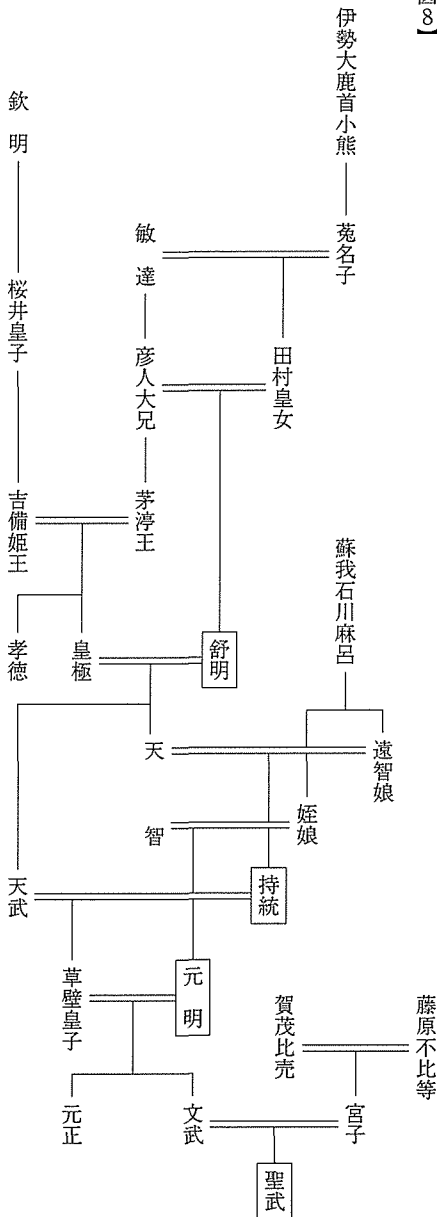 図8】
伊勢大鹿首小熊
菟名子
敏達
田村皇女
彦人大兄
欽明
桜井皇子
茅渟王
吉備姫王
蘇我石川麻呂
舒明
皇極
孝徳
遠智娘
姪娘
天智
持統
天武
元明
草壁皇子
藤原不比等
賀茂比売
宮子
文武
元正
聖武